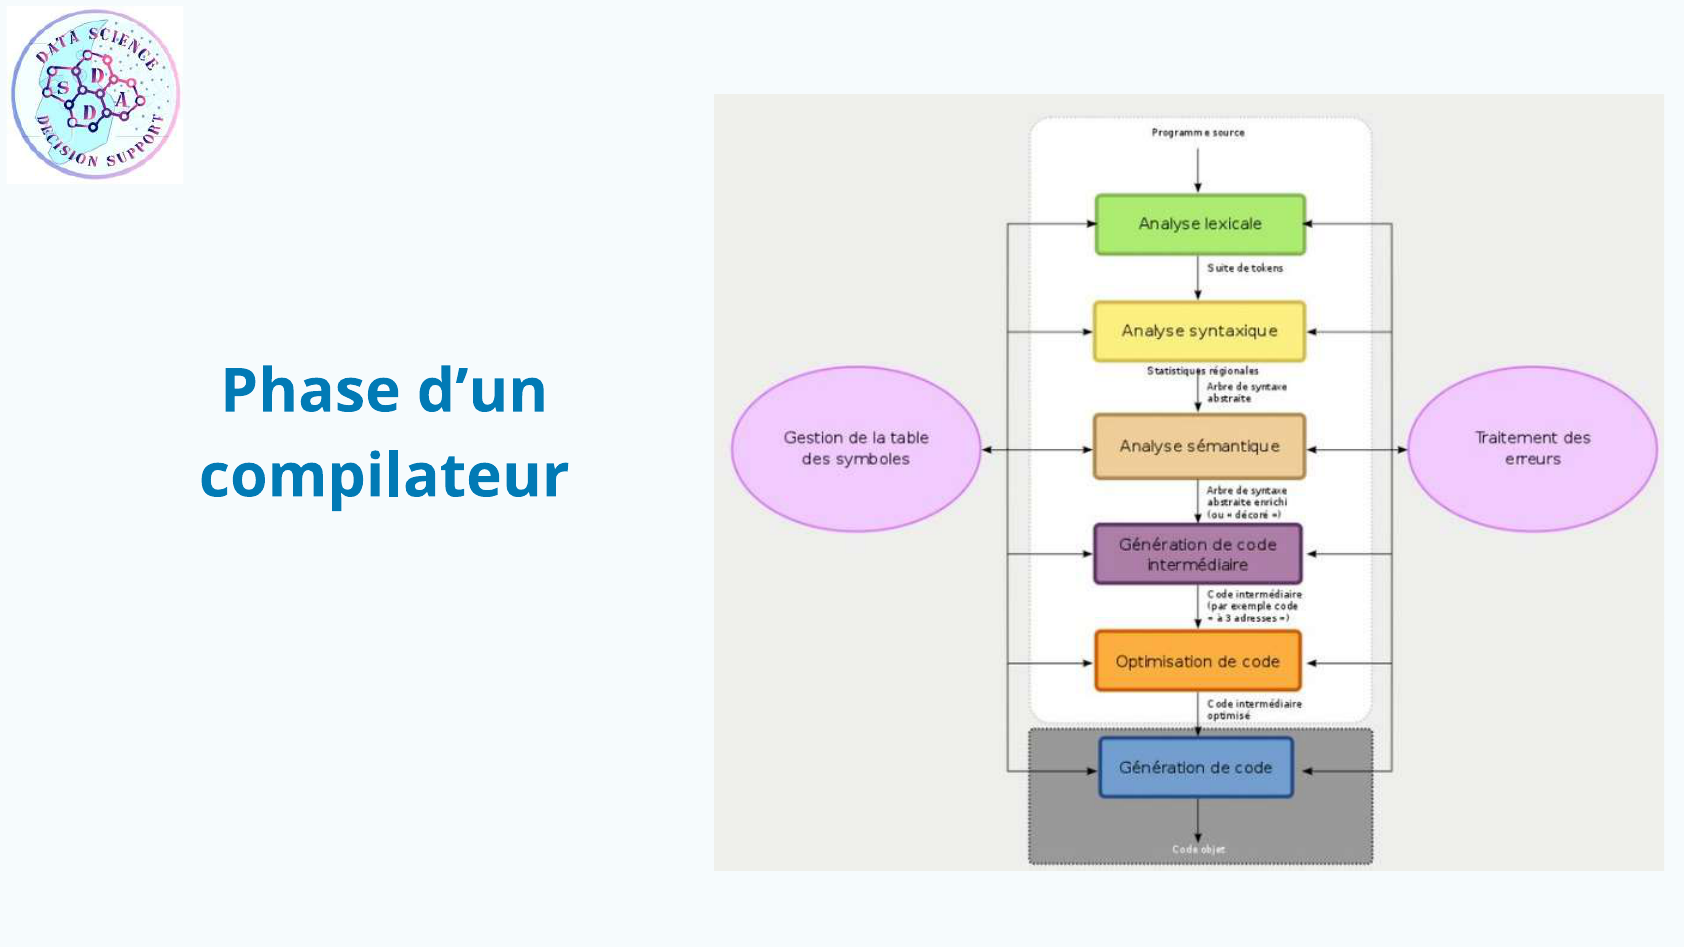 DATA SCIENCE
S D D A
DECISION SUPPORT
Phase d’un
compilateur
Programme source
Analyse lexicale
Suite de tokens
Analyse syntaxique
Statistiques régionales
Arbre de syntaxe
abstraite
Gestion de la table
des symboles
Analyse sémantique
Traitement des
erreurs
Arbre de syntaxe
abstraite enrichi
(ou « décoré »)
Génération de code
intermédiaire
Code intermédiaire
(par exemple code
« à 3 adresses »)
Optimisation de code
Code intermédiaire
optimisé
Génération de code
Code objet